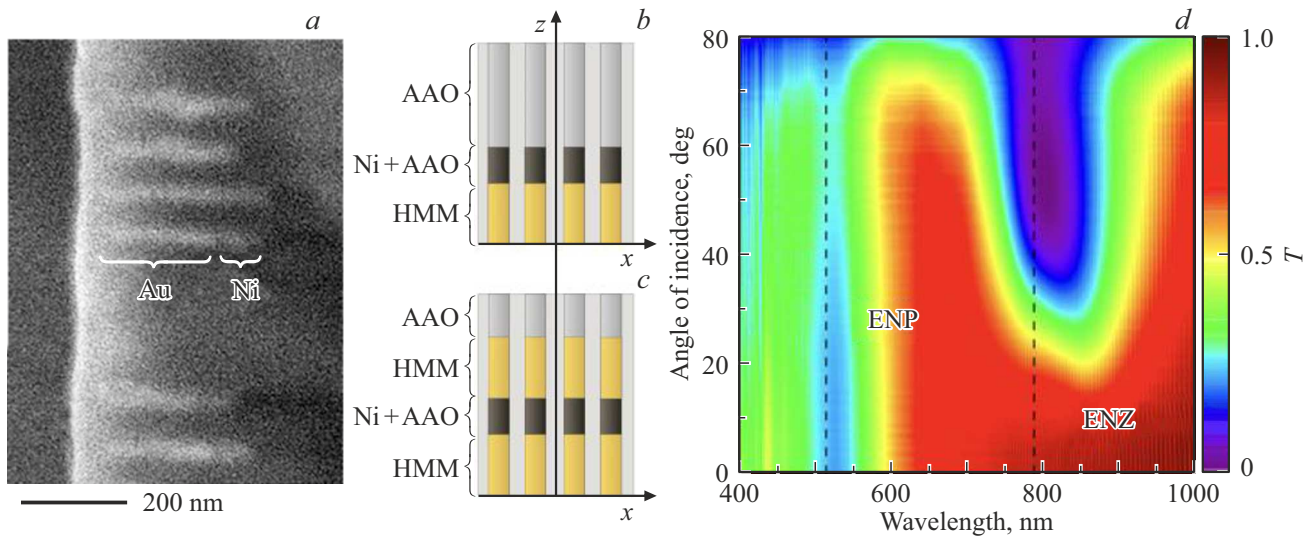 a
Au
Ni
200 nm
z
b
AAO
Ni + AAO
HMM
x
c
AAO
HMM
Ni + AAO
HMM
x
d
80
60
40
20
0
Angle of incidence, deg
400
600
800
1000
Wavelength, nm
ENP
ENZ
1.0
0.5
0
T